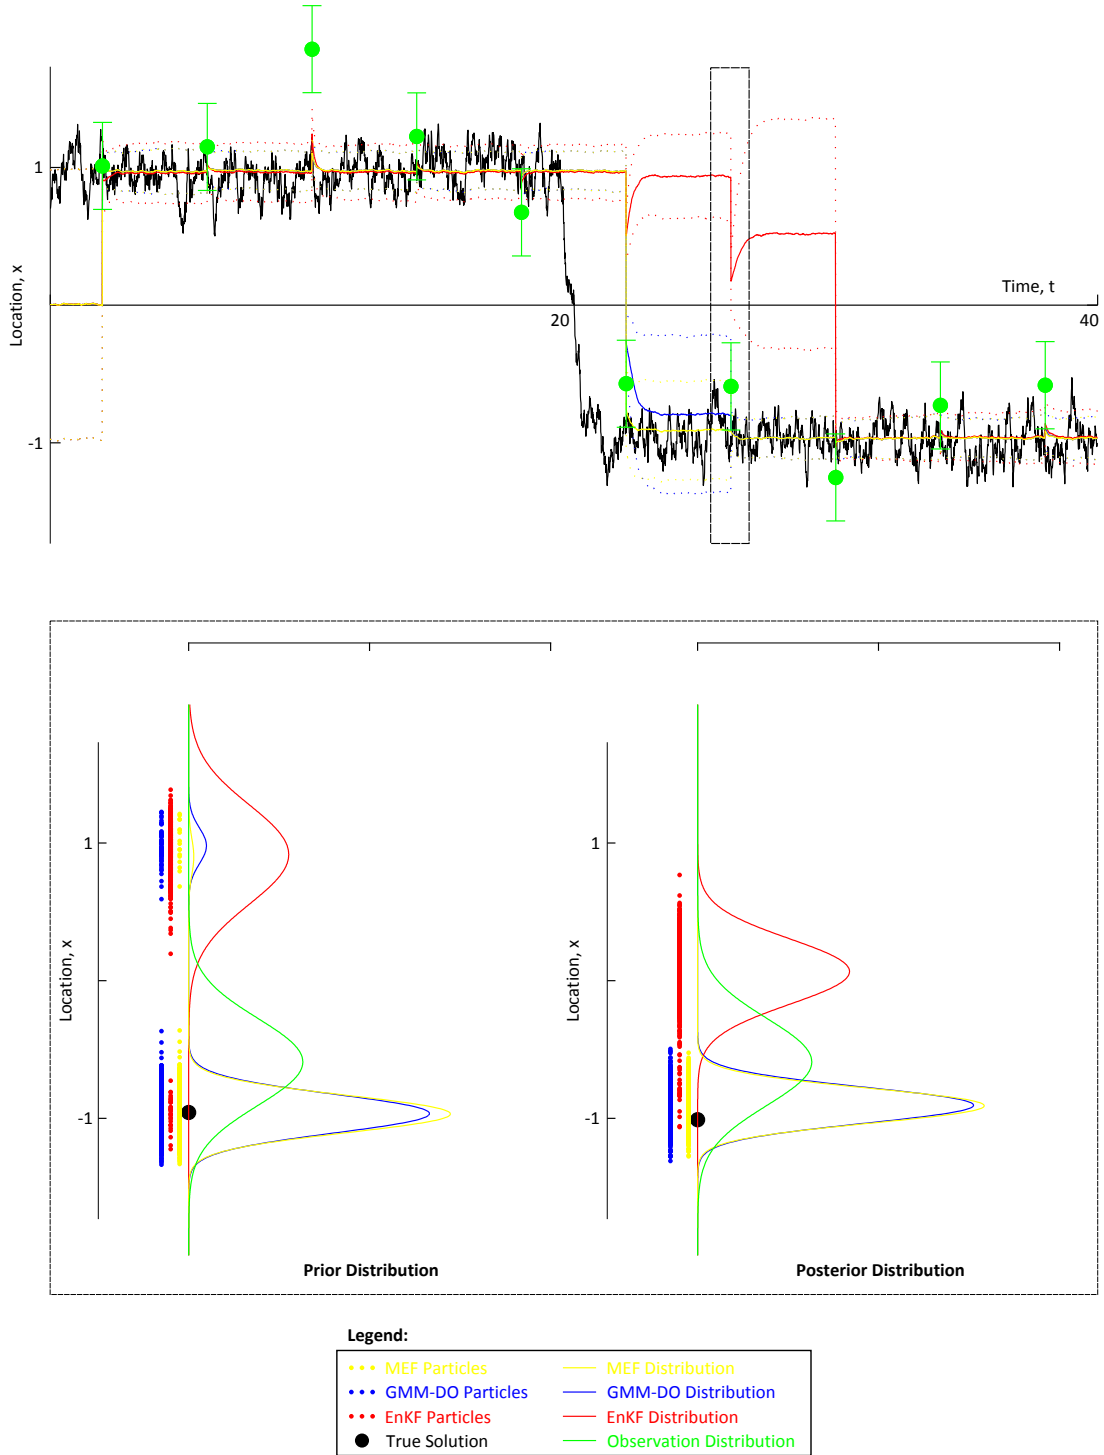 1
Location, x
Time, t
20
40
-1
1
Location, x
-1
Prior Distribution
1
Location, x
-1
Posterior Distribution
Legend:
MEF Particles
MEF Distribution
GMM-DO Particles
GMM-DO Distribution
EnKF Particles
EnKF Distribution
True Solution
Observation Distribution